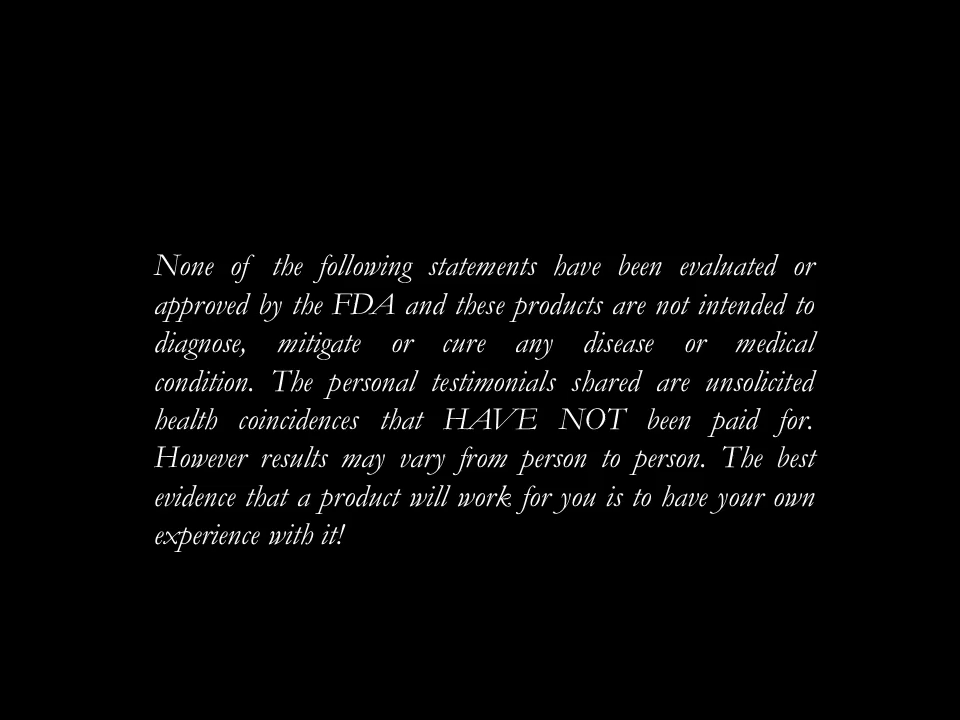 None of the following statements have been evaluated or
approved by the FDA and these products are not intended to
diagnose, mitigate or cure any disease or medical
condition. The personal testimonials shared are unsolicited
health coincidences that HAVE NOT been paid for.
However results may vary from person to person. The best
evidence that a product will work for you is to have your own
experience with it!